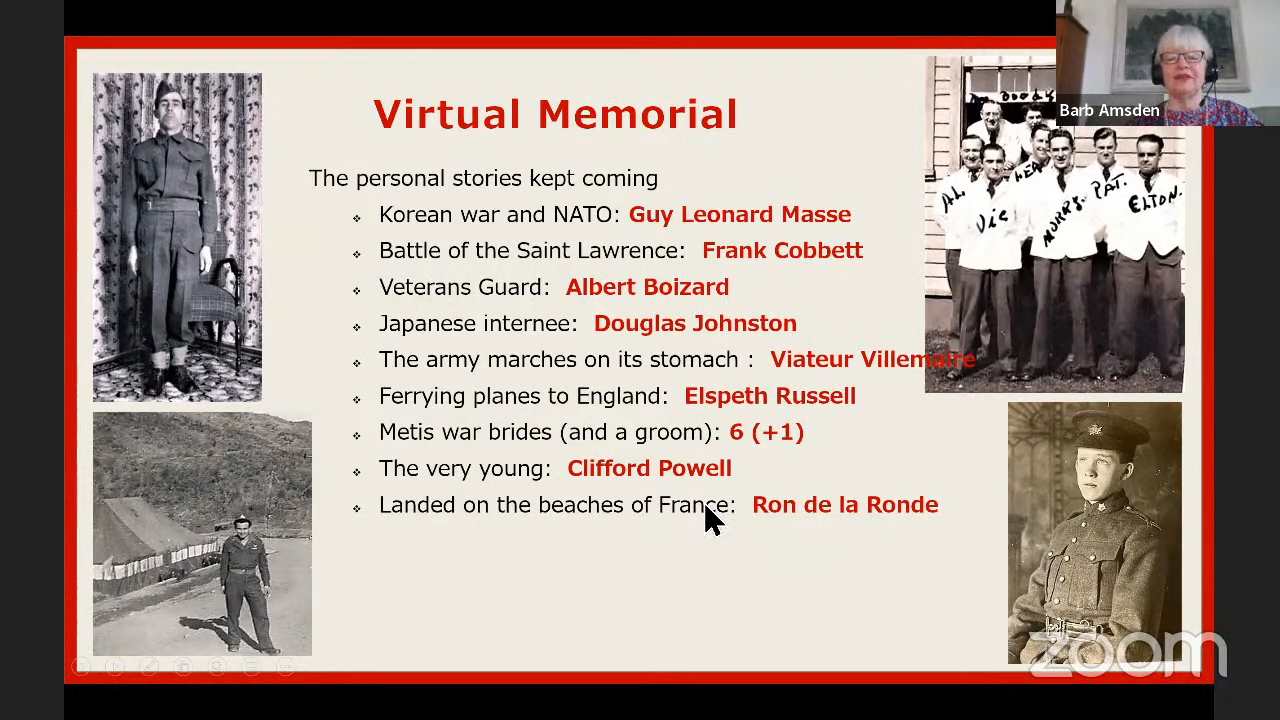 Virtual Memorial
Barb Amsden
The personal stories kept coming
Korean war and NATO: Guy Leonard Masse
Battle of the Saint Lawrence: Frank Cobbett
Veterans Guard: Albert Boizard
Japanese internee: Douglas Johnston
The army marches on its stomach : Viateur Villemaire
Ferrying planes to England: Elspeth Russell
Metis war brides (and a groom): 6 (+1)
The very young: Clifford Powell
Landed on the beaches of France: Ron de la Ronde
AL.
Vic
MURRY.
PAT.
ELTON.
zoom